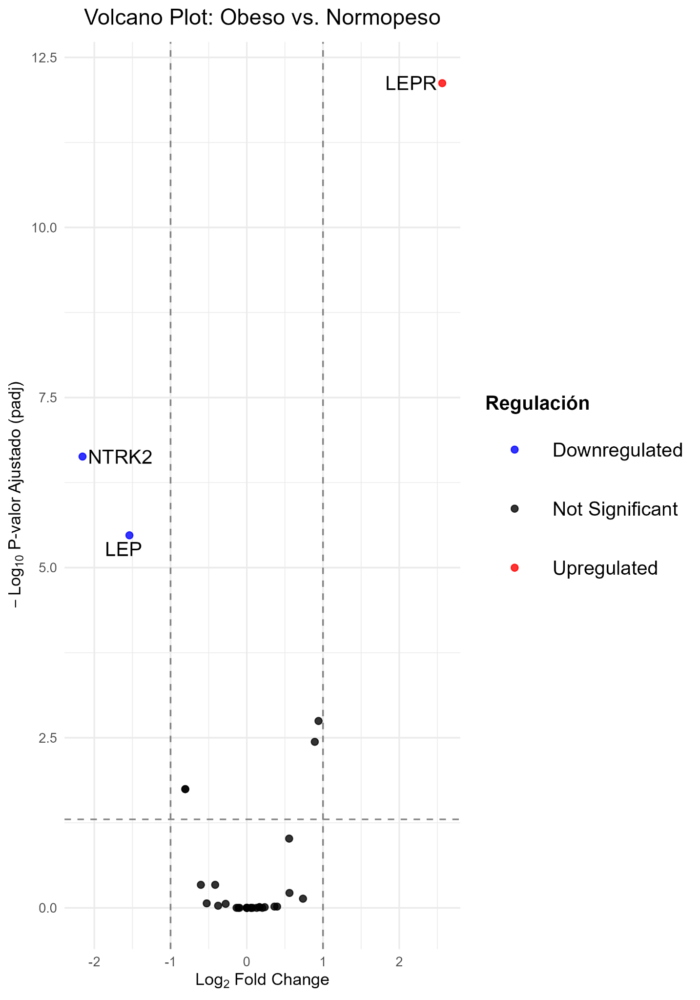 Volcano Plot: Obeso vs. Normopeso
12.5
10.0
7.5
5.0
2.5
0.0
− Log₁₀ P-valor Ajustado (padj)
LEPR
NTRK2
LEP
-2 -1 0 1 2
Log₂ Fold Change
Regulación
Downregulated
Not Significant
Upregulated